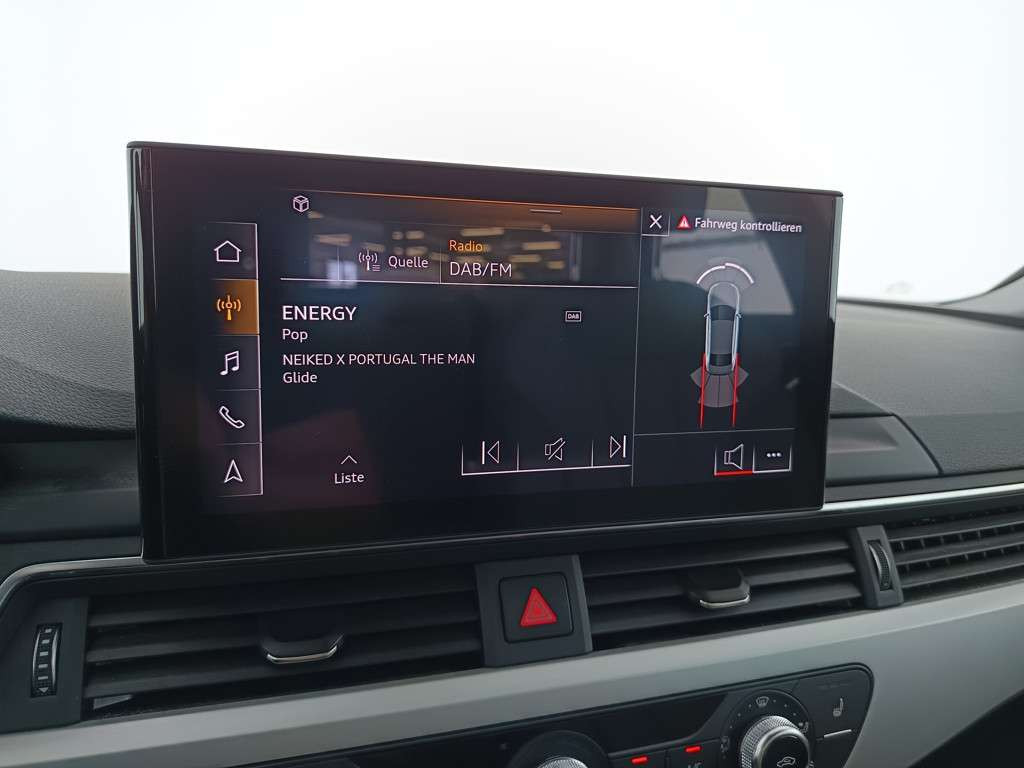 Fahrweg kontrollieren
Quelle
Radio
DAB/FM
ENERGY
DAB
Pop
NEIKED X PORTUGAL THE MAN
Glide
Liste